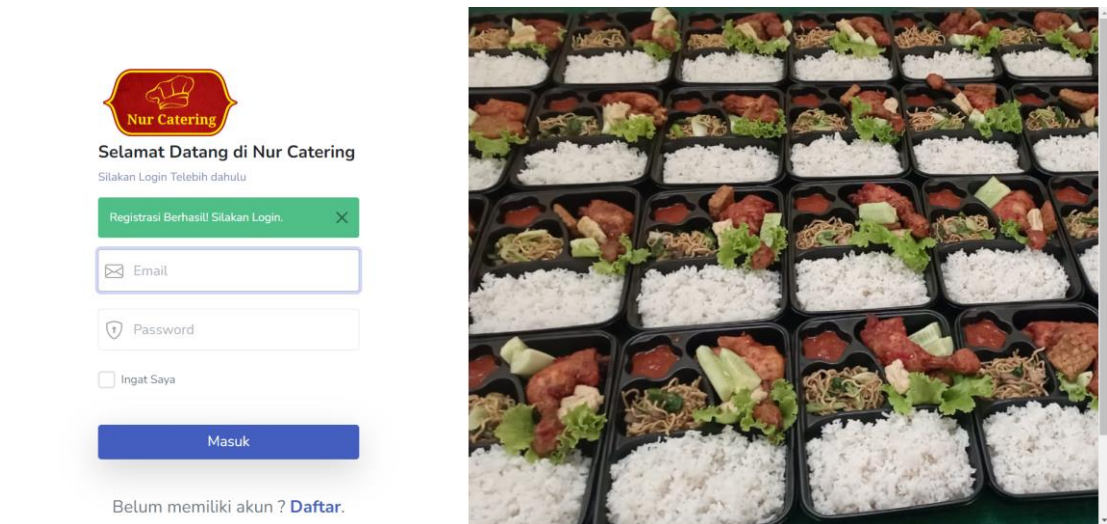 Nur Catering
Selamat Datang di Nur Catering
Silakan Login Telebih dahulu
Registrasi Berhasil! Silakan Login.
Email
Password
Ingat Saya
Masuk
Belum memiliki akun ? Daftar.